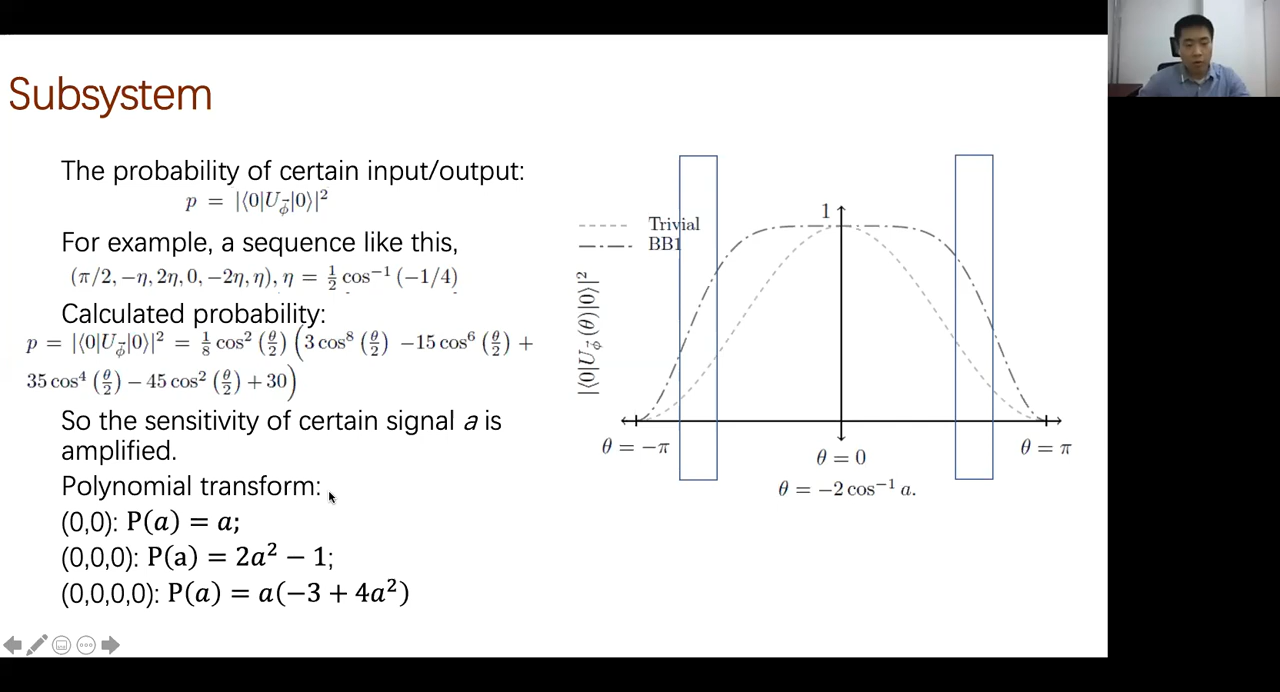 Subsystem
The probability of certain input/output:
p = |⟨0|U_ϕ⃗|0⟩|²
For example, a sequence like this,
(π/2, −η, 2η, 0, −2η, η), η = ½ cos⁻¹ (−1/4)
Calculated probability:
p = |⟨0|U_ϕ⃗|0⟩|² = ⅛ cos² (θ/2) (3 cos⁸ (θ/2) −15 cos⁶ (θ/2) +
35 cos⁴ (θ/2) − 45 cos² (θ/2) + 30)
So the sensitivity of certain signal a is
amplified.
Polynomial transform:
(0,0): P(a) = a;
(0,0,0): P(a) = 2a² − 1;
(0,0,0,0): P(a) = a(−3 + 4a²)
1
Trivial
BB1
|⟨0|U_ϕ⃗(θ)|0⟩|²
θ = −π
θ = 0
θ = π
θ = −2 cos⁻¹ a.